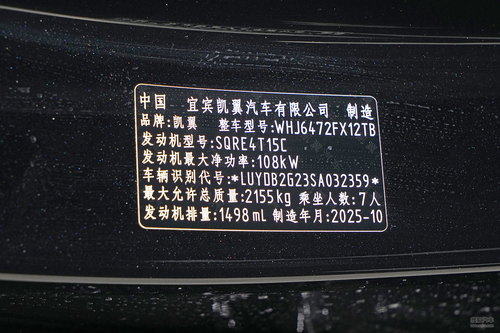 中国 宜宾凯翼汽车有限公司 制造
品牌:凯翼 整车型号:WHJ6472FX12TB
发动机型号:SQRE4T15C
发动机最大净功率:108kW
车辆识别代号:*LUYDB2G23SA032359*
最大允许总质量:2155kg 乘坐人数:7人
发动机排量:1498mL 制造年月:2025-10